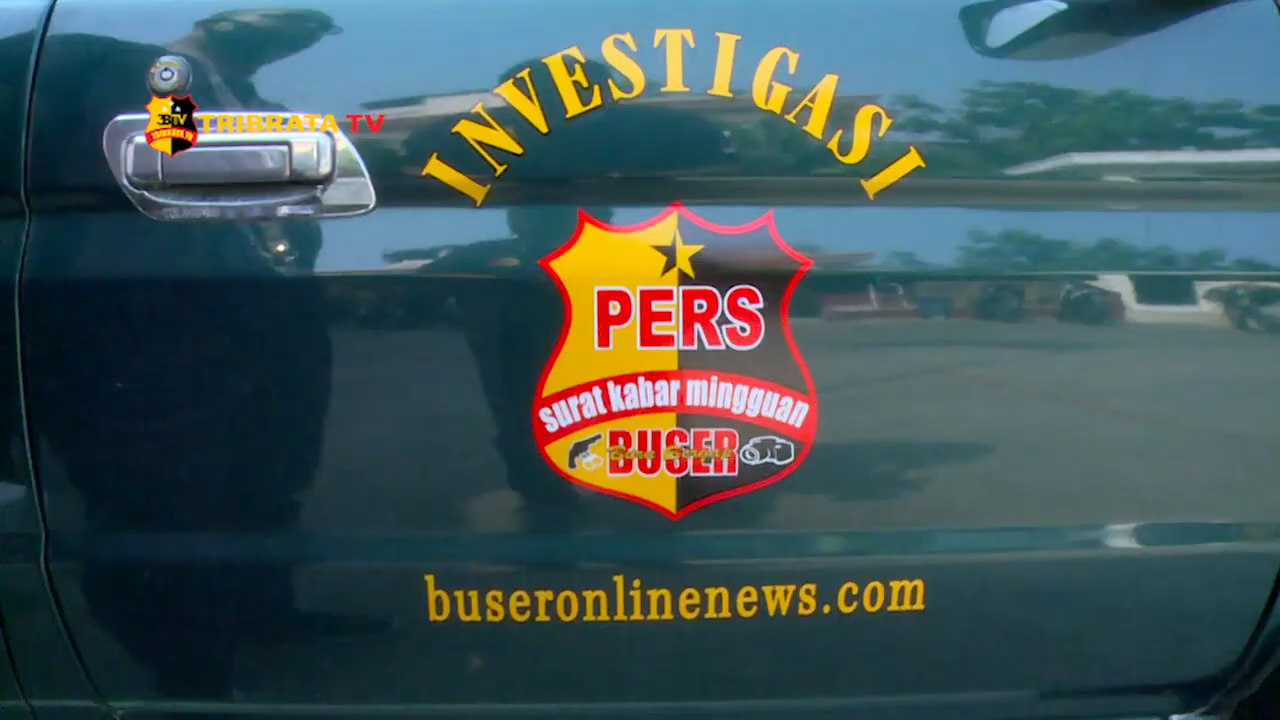 TRIBRATA TV
INVESTIGASI
PERS
surat kabar mingguan
BUSER
buseronlinenews.com